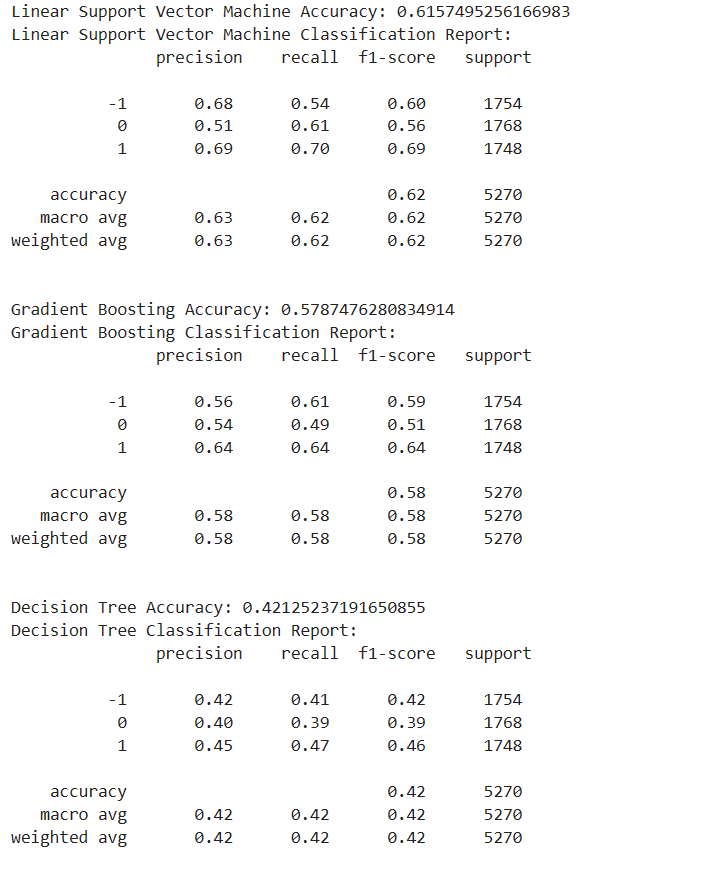 Linear Support Vector Machine Accuracy: 0.6157495256166983
Linear Support Vector Machine Classification Report:
precision recall f1-score support
-1 0.68 0.54 0.60 1754
0 0.51 0.61 0.56 1768
1 0.69 0.70 0.69 1748
accuracy 0.62 5270
macro avg 0.63 0.62 0.62 5270
weighted avg 0.63 0.62 0.62 5270
Gradient Boosting Accuracy: 0.5787476280834914
Gradient Boosting Classification Report:
precision recall f1-score support
-1 0.56 0.61 0.59 1754
0 0.54 0.49 0.51 1768
1 0.64 0.64 0.64 1748
accuracy 0.58 5270
macro avg 0.58 0.58 0.58 5270
weighted avg 0.58 0.58 0.58 5270
Decision Tree Accuracy: 0.42125237191650855
Decision Tree Classification Report:
precision recall f1-score support
-1 0.42 0.41 0.42 1754
0 0.40 0.39 0.39 1768
1 0.45 0.47 0.46 1748
accuracy 0.42 5270
macro avg 0.42 0.42 0.42 5270
weighted avg 0.42 0.42 0.42 5270